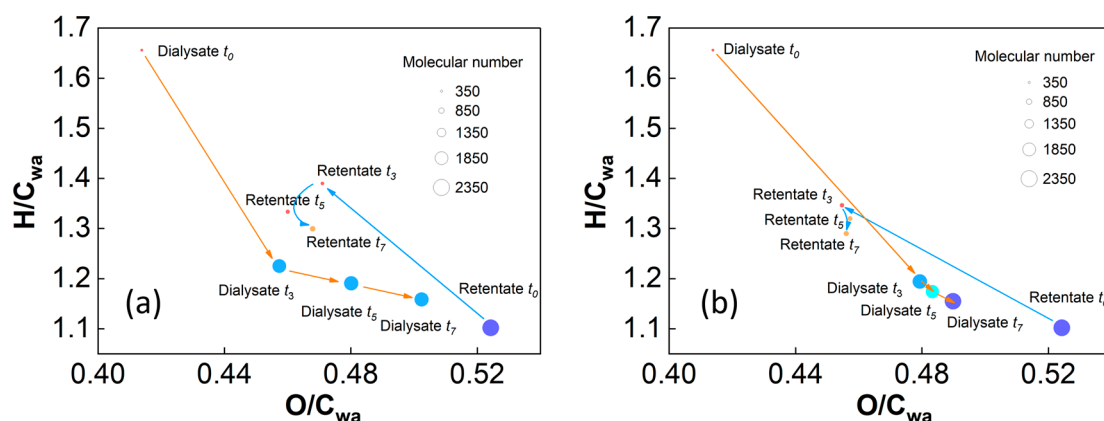 1.7
1.6
1.5
1.4
1.3
1.2
1.1
H/Cwa
Dialysate t0
Molecular number
350
850
1350
1850
2350
Retentate t3
Retentate t5
Retentate t7
Retentate t0
Dialysate t3
Dialysate t5
Dialysate t7
(a)
0.40
0.44
0.48
0.52
O/Cwa
1.7
1.6
1.5
1.4
1.3
1.2
1.1
H/Cwa
Dialysate t0
Molecular number
350
850
1350
1850
2350
Retentate t3
Retentate t5
Retentate t7
Dialysate t3
Dialysate t5
Dialysate t7
Retentate t0
(b)
0.40
0.44
0.48
0.52
O/Cwa